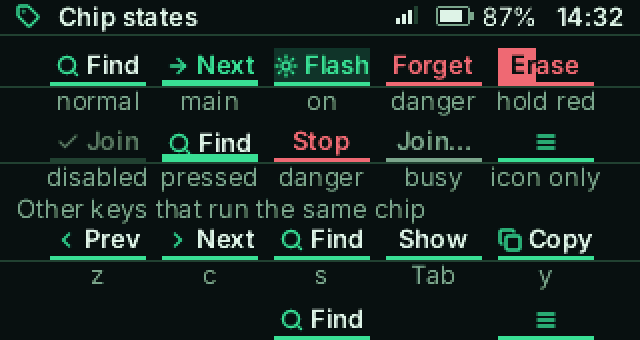 Chip states 87% 14:32
Find Next Flash Forget Erase
normal main on danger hold red
Join Find Stop Join... 
disabled pressed danger busy icon only
Other keys that run the same chip
Prev Next Find Show Copy
z c s Tab y
Find